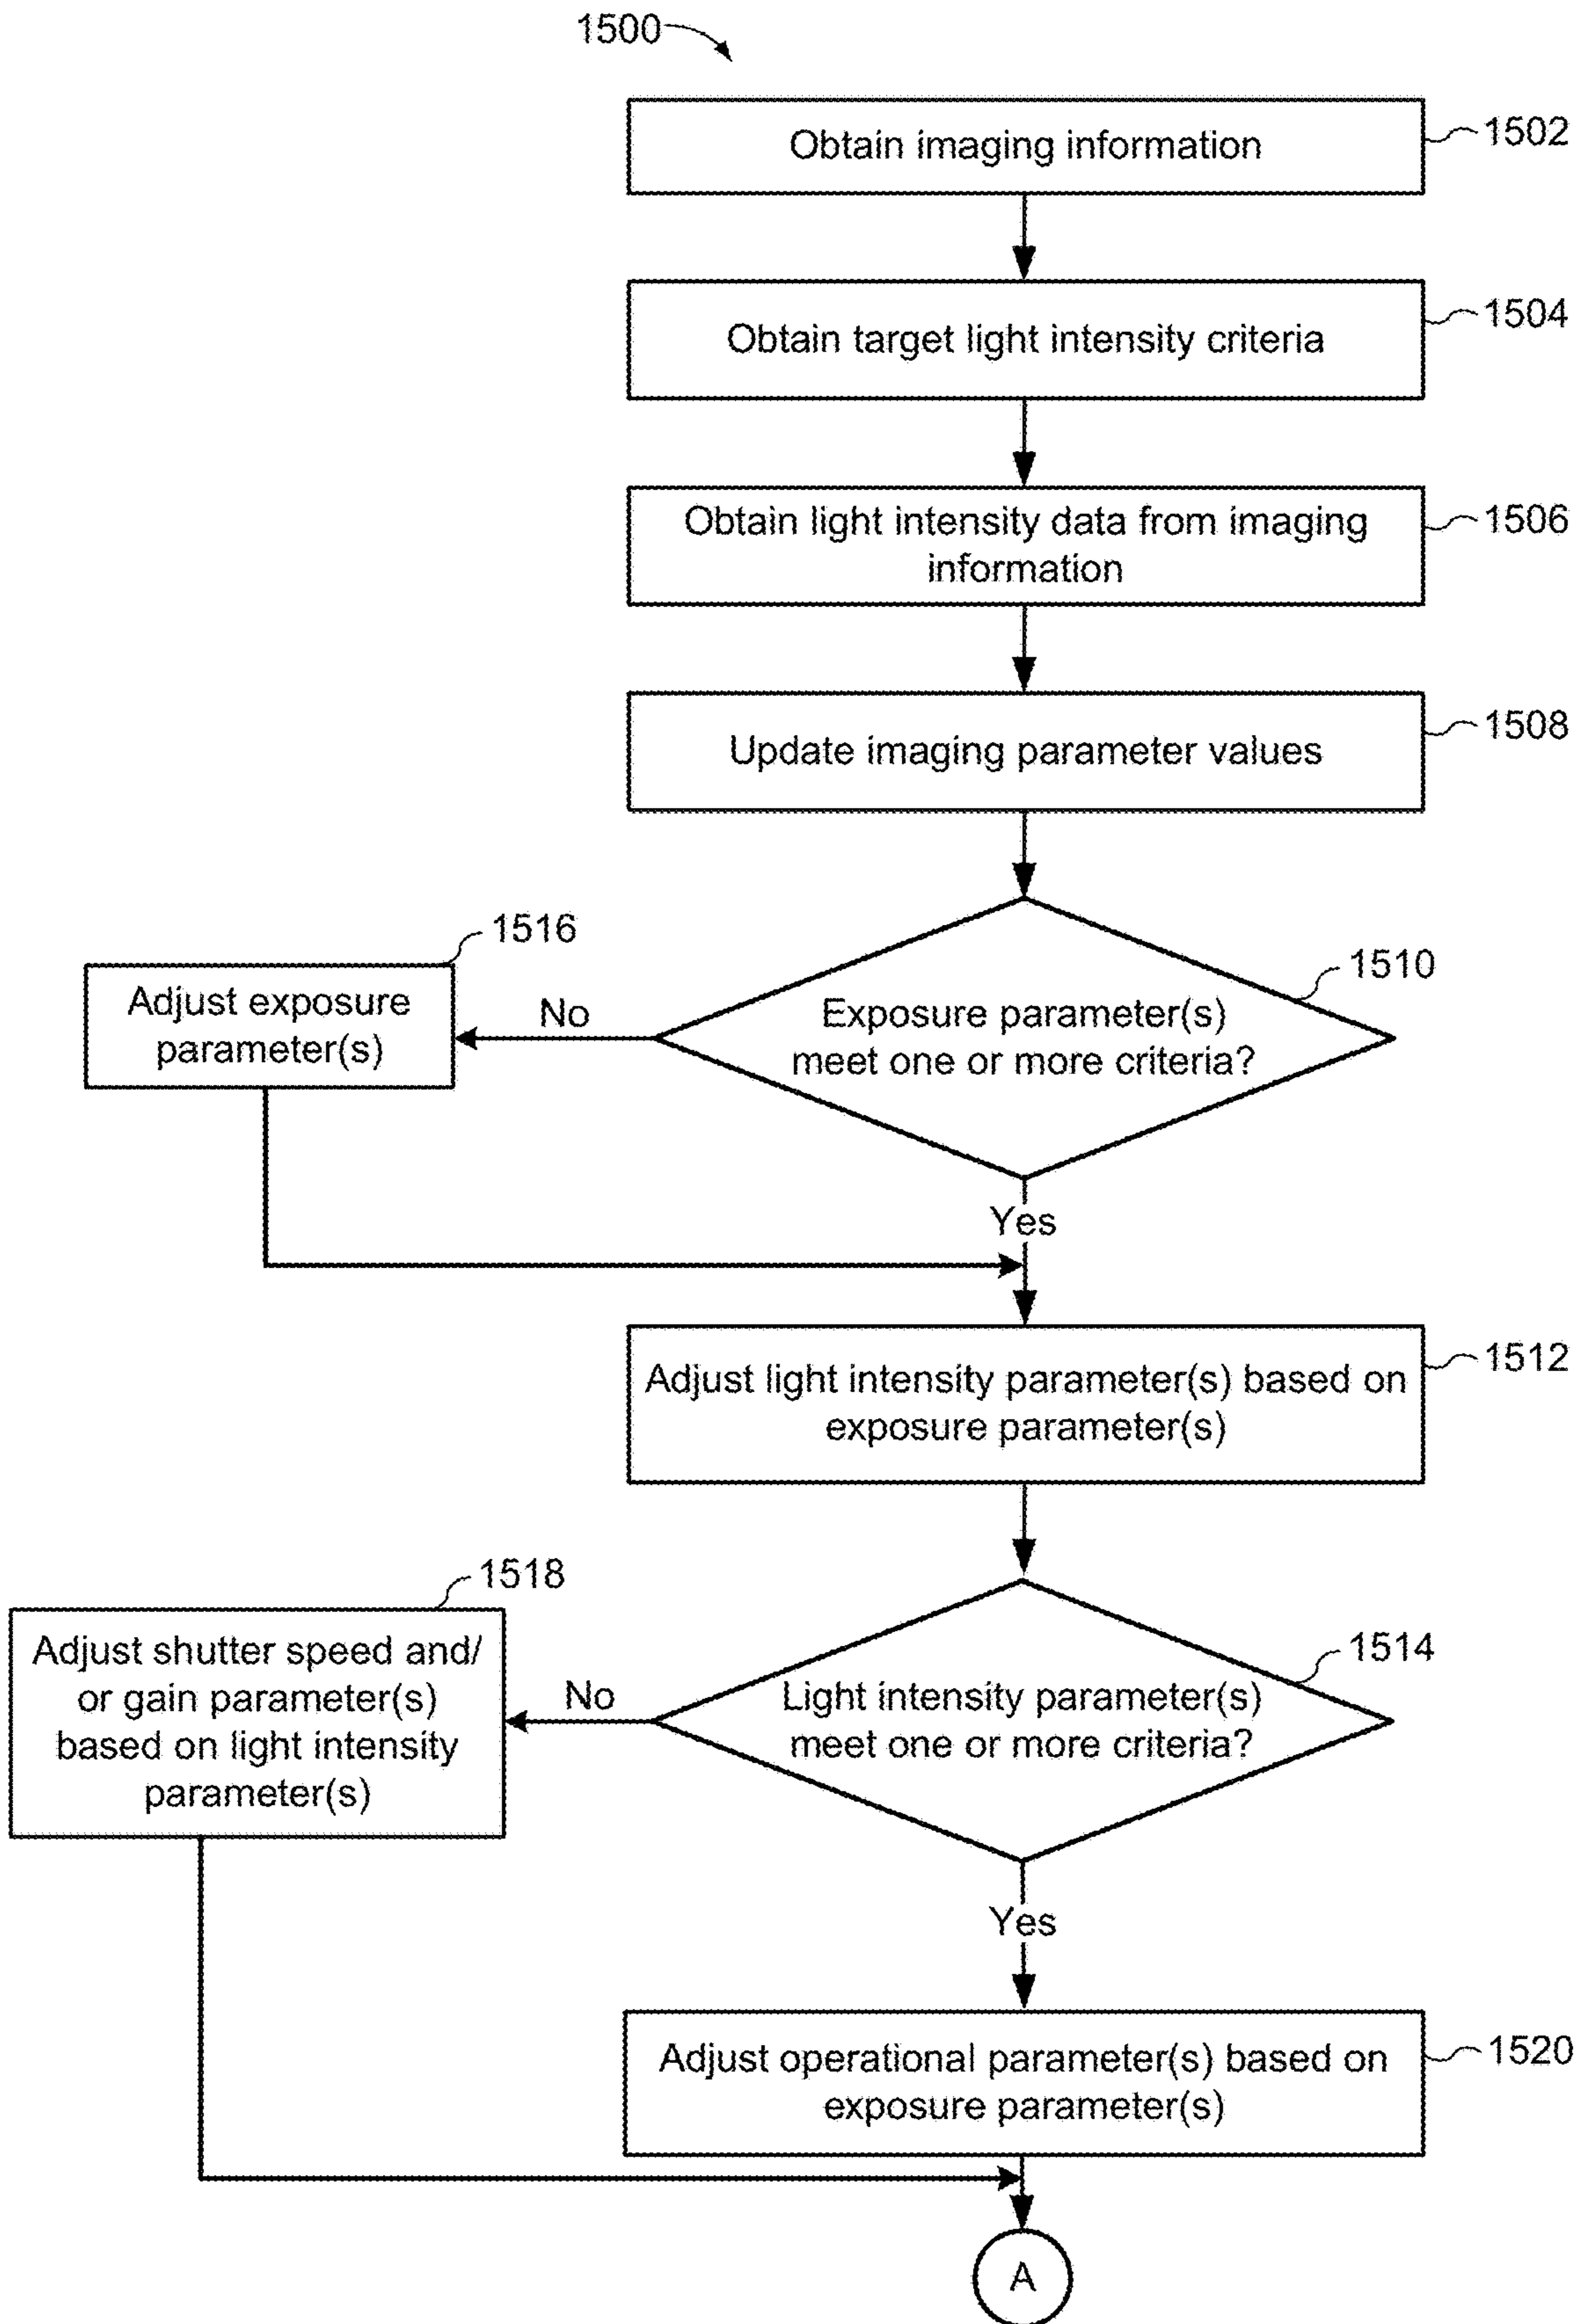 1500
Obtain imaging information
1502
Obtain target light intensity criteria
1504
Obtain light intensity data from imaging
information
1506
Update imaging parameter values
1508
1516
Adjust exposure
parameter(s)
No
Exposure parameter(s)
meet one or more criteria?
1510
Yes
Adjust light intensity parameter(s) based on
exposure parameter(s)
1512
1518
Adjust shutter speed and/
or gain parameter(s)
based on light intensity
parameter(s)
No
Light intensity parameter(s)
meet one or more criteria?
1514
Yes
Adjust operational parameter(s) based on
exposure parameter(s)
1520
A